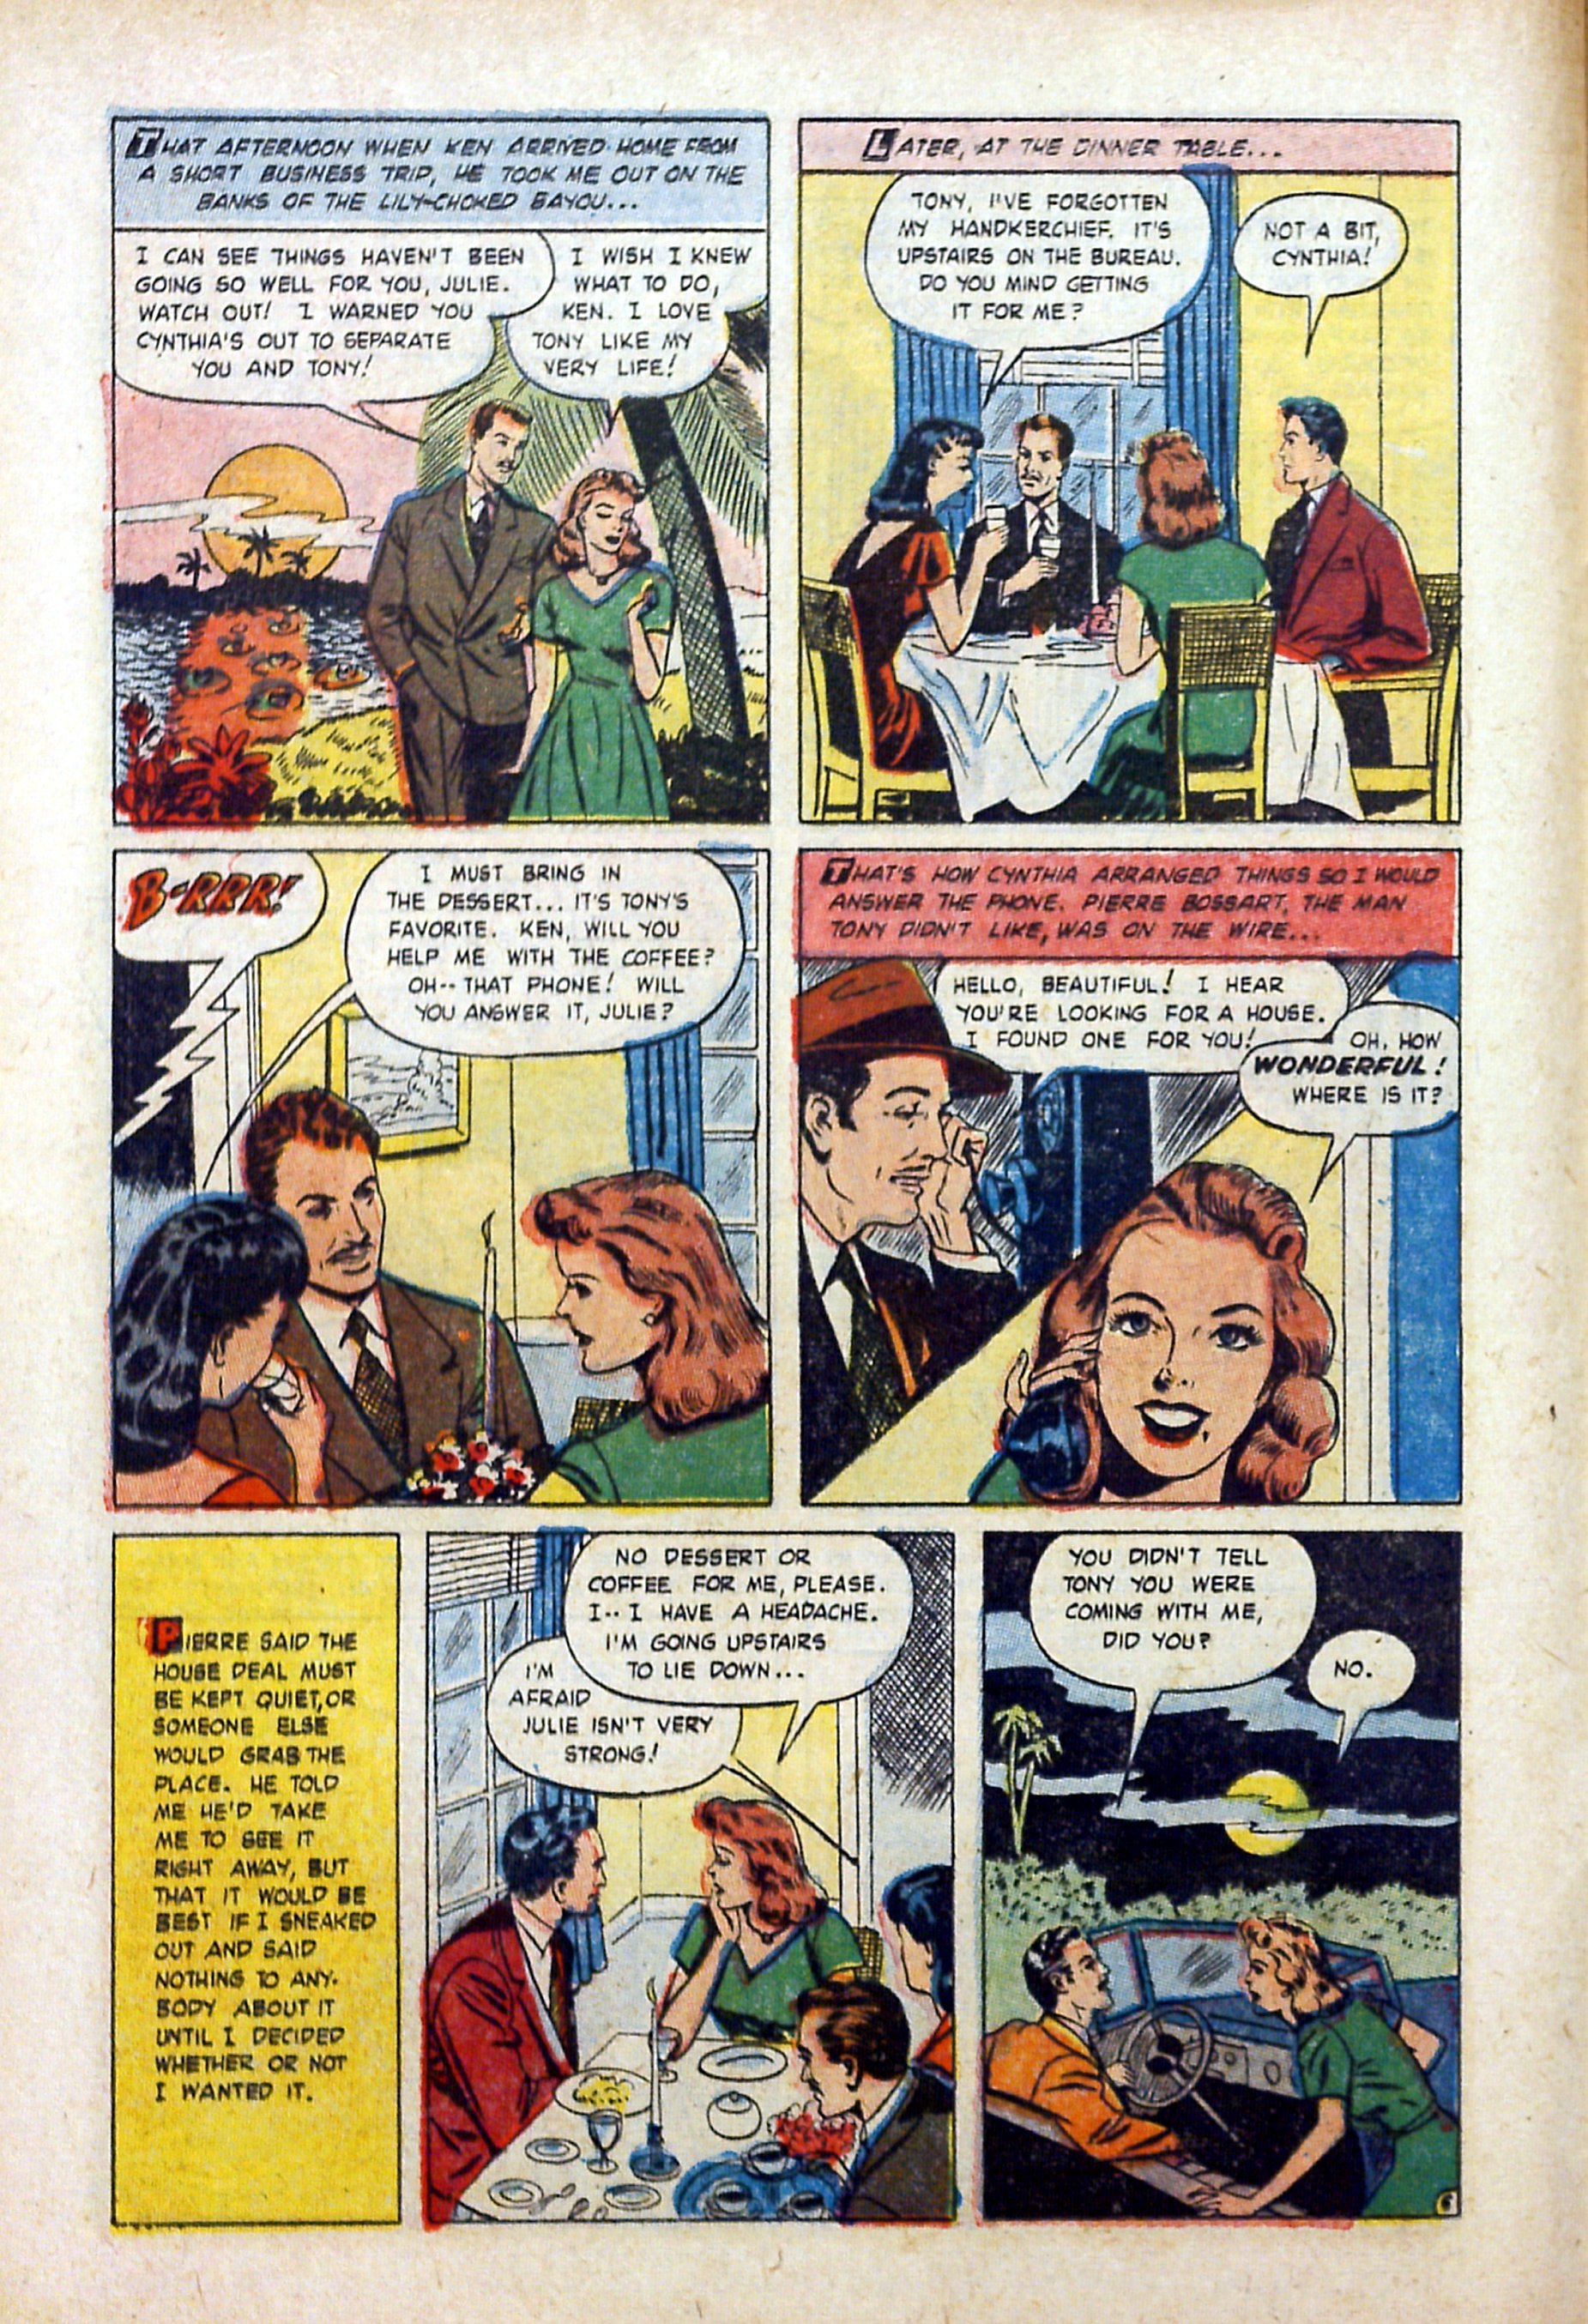 THAT AFTERNOON WHEN KEN ARRIVED HOME FROM
A SHORT BUSINESS TRIP, HE TOOK ME OUT ON THE
BANKS OF THE LILY-CHOKED BAYOU...
I CAN SEE THINGS HAVEN'T BEEN
GOING SO WELL FOR YOU, JULIE.
WATCH OUT! I WARNED YOU
CYNTHIA'S OUT TO SEPARATE
YOU AND TONY!
I WISH I KNEW
WHAT TO DO,
KEN. I LOVE
TONY LIKE MY
VERY LIFE!
LATER, AT THE DINNER TABLE...
TONY, I'VE FORGOTTEN
MY HANDKERCHIEF. IT'S
UPSTAIRS ON THE BUREAU.
DO YOU MIND GETTING
IT FOR ME?
NOT A BIT,
CYNTHIA!
B-RRR!
I MUST BRING IN
THE DESSERT... IT'S TONY'S
FAVORITE. KEN, WILL YOU
HELP ME WITH THE COFFEE?
OH-- THAT PHONE! WILL
YOU ANSWER IT, JULIE?
THAT'S HOW CYNTHIA ARRANGED THINGS SO I WOULD
ANSWER THE PHONE. PIERRE BOSSART, THE MAN
TONY DIDN'T LIKE, WAS ON THE WIRE...
HELLO, BEAUTIFUL! I HEAR
YOU'RE LOOKING FOR A HOUSE.
I FOUND ONE FOR YOU!
OH, HOW
WONDERFUL!
WHERE IS IT?
PIERRE SAID THE
HOUSE DEAL MUST
BE KEPT QUIET, OR
SOMEONE ELSE
WOULD GRAB THE
PLACE. HE TOLD
ME HE'D TAKE
ME TO SEE IT
RIGHT AWAY, BUT
THAT IT WOULD BE
BEST IF I SNEAKED
OUT AND SAID
NOTHING TO ANY-
BODY ABOUT IT
UNTIL I DECIDED
WHETHER OR NOT
I WANTED IT.
NO DESSERT OR
COFFEE FOR ME, PLEASE.
I-- I HAVE A HEADACHE.
I'M GOING UPSTAIRS
TO LIE DOWN...
I'M
AFRAID
JULIE ISN'T VERY
STRONG!
YOU DIDN'T TELL
TONY YOU WERE
COMING WITH ME,
DID YOU?
NO.
6